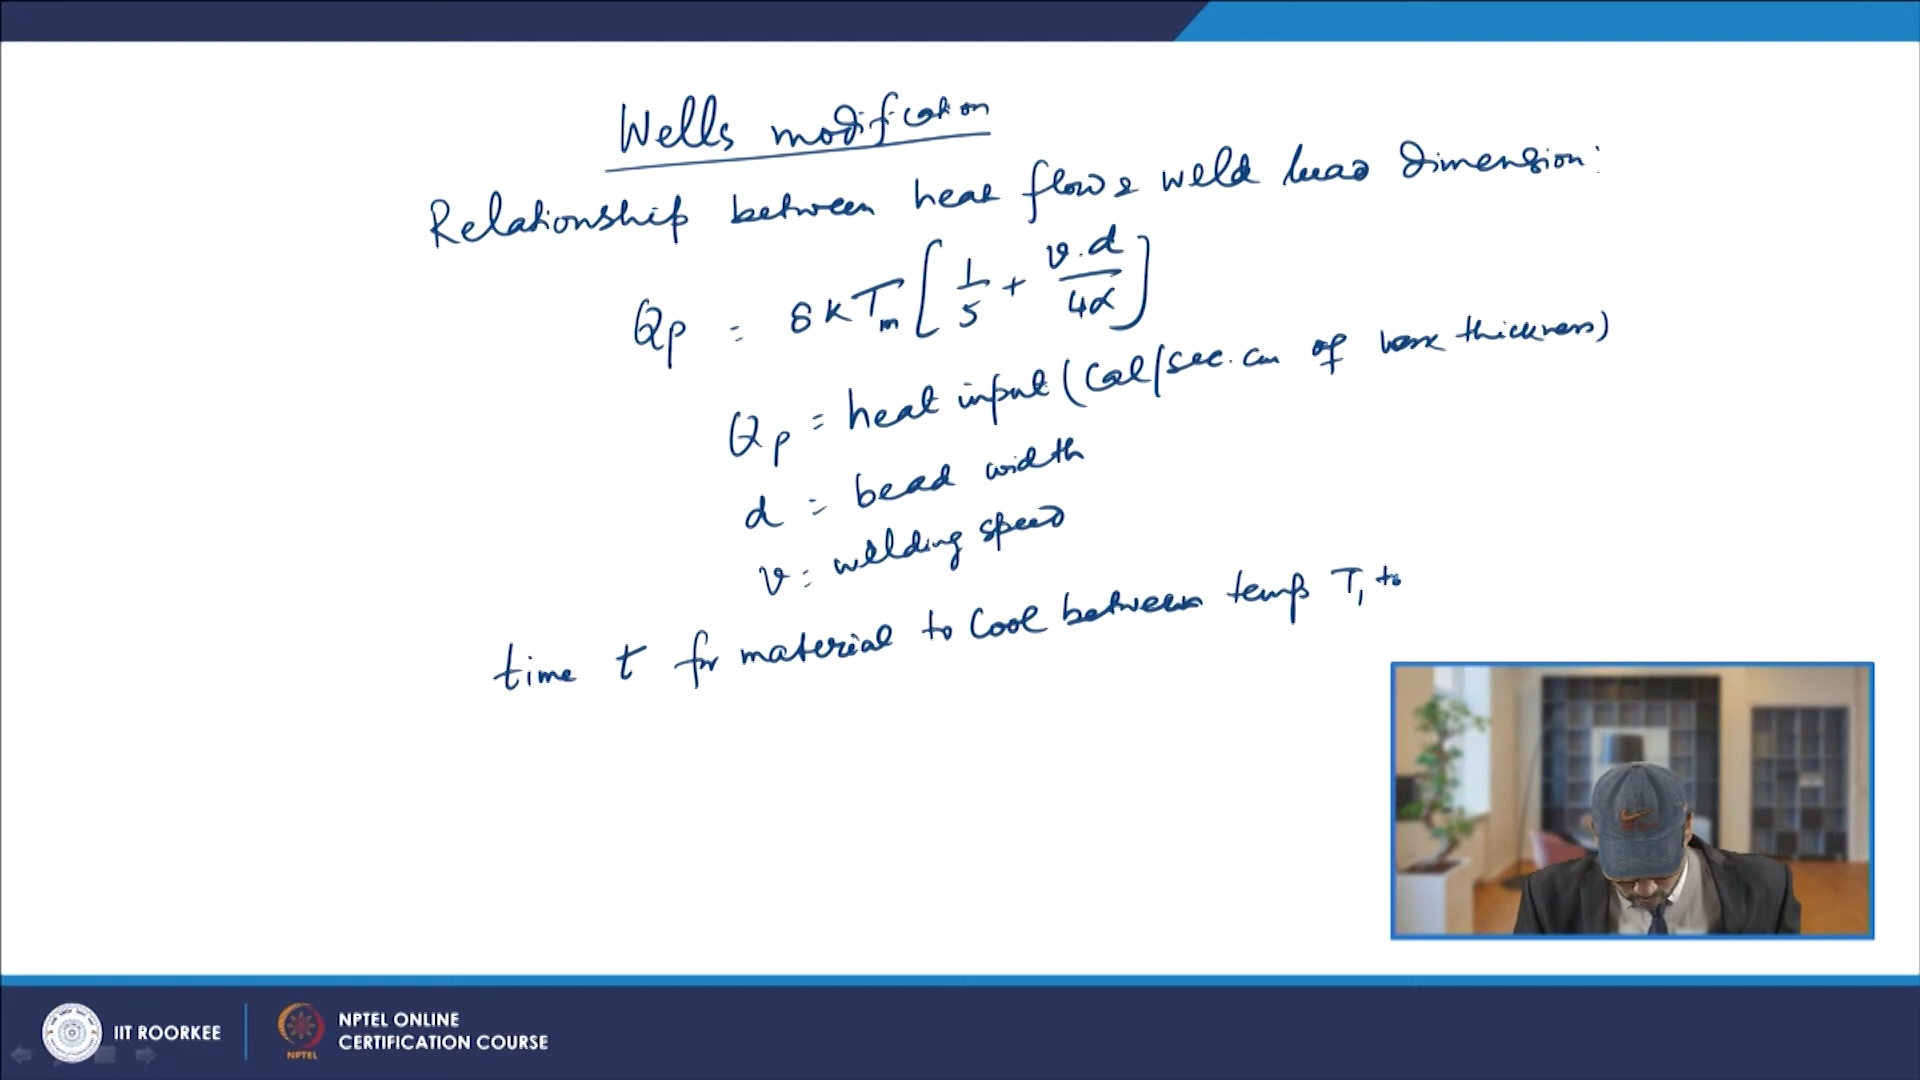 Wells modification
Relationship between heat flow & weld bead dimension:
Qp = 8kTm [ 1/5 + v.d/4α ]
Qp = heat input (Cal/sec.cm of work thickness)
d = bead width
v = welding speed
time t for material to cool between temp T1 to
IIT ROORKEE
NPTEL
NPTEL ONLINE
CERTIFICATION COURSE